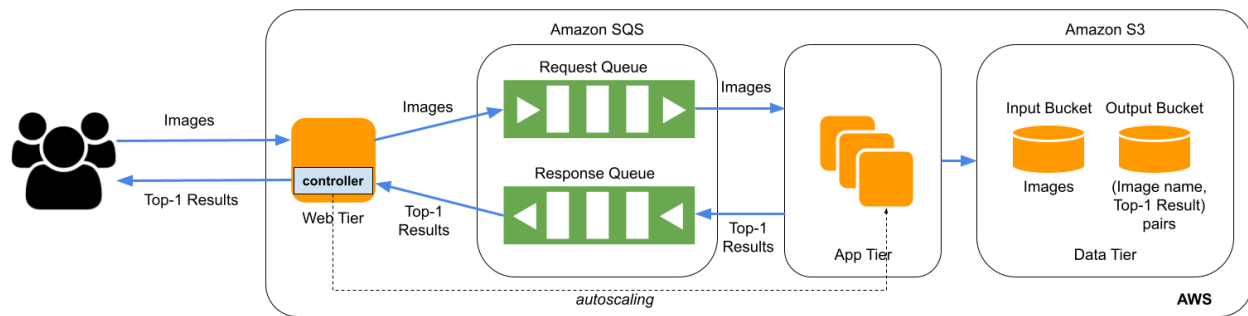 Amazon SQS
Amazon S3
Request Queue
Images
Images
Images
Input Bucket
Output Bucket
controller
Response Queue
Top-1 Results
Web Tier
Top-1
Results
Top-1
Results
Images
(Image name,
Top-1 Result)
pairs
App Tier
Data Tier
autoscaling
AWS